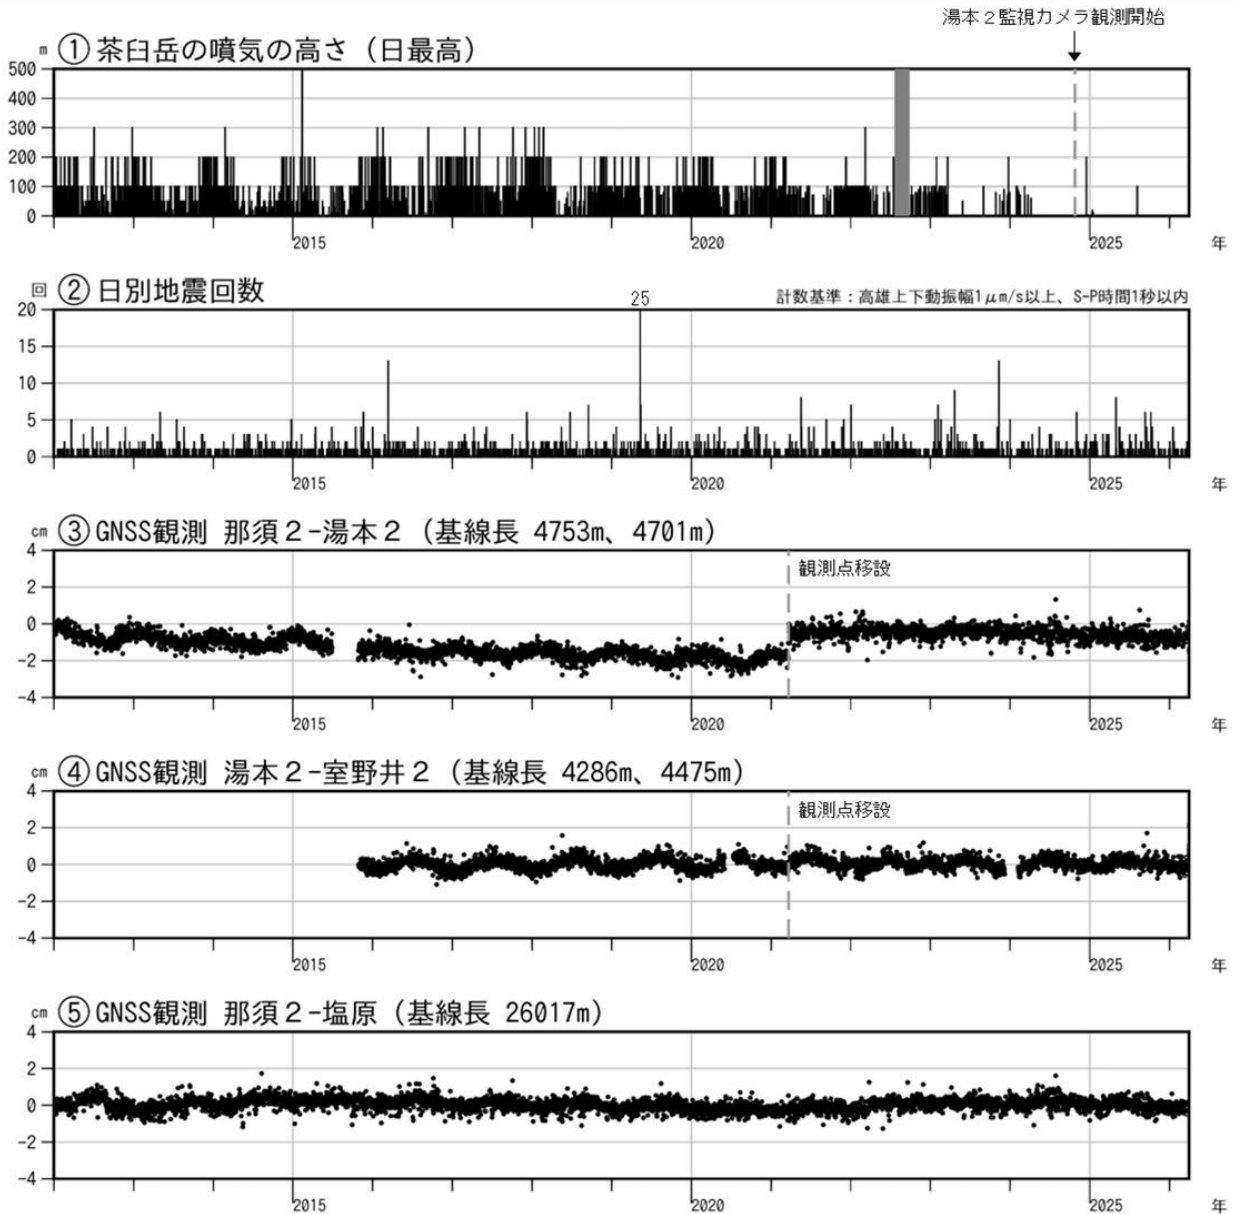 湯本２監視カメラ観測開始
m ①茶臼岳の噴気の高さ（日最高）
500
400
300
200
100
0
2015 2020 2025 年
回 ②日別地震回数
25
計数基準：高雄上下動振幅1μm/s以上、S-P時間1秒以内
20
15
10
5
0
2015 2020 2025 年
cm ③GNSS観測 那須２-湯本２（基線長 4753m、4701m）
観測点移設
4
2
0
-2
-4
2015 2020 2025 年
cm ④GNSS観測 湯本２-室野井２（基線長 4286m、4475m）
観測点移設
4
2
0
-2
-4
2015 2020 2025 年
cm ⑤GNSS観測 那須２-塩原（基線長 26017m）
4
2
0
-2
-4
2015 2020 2025 年